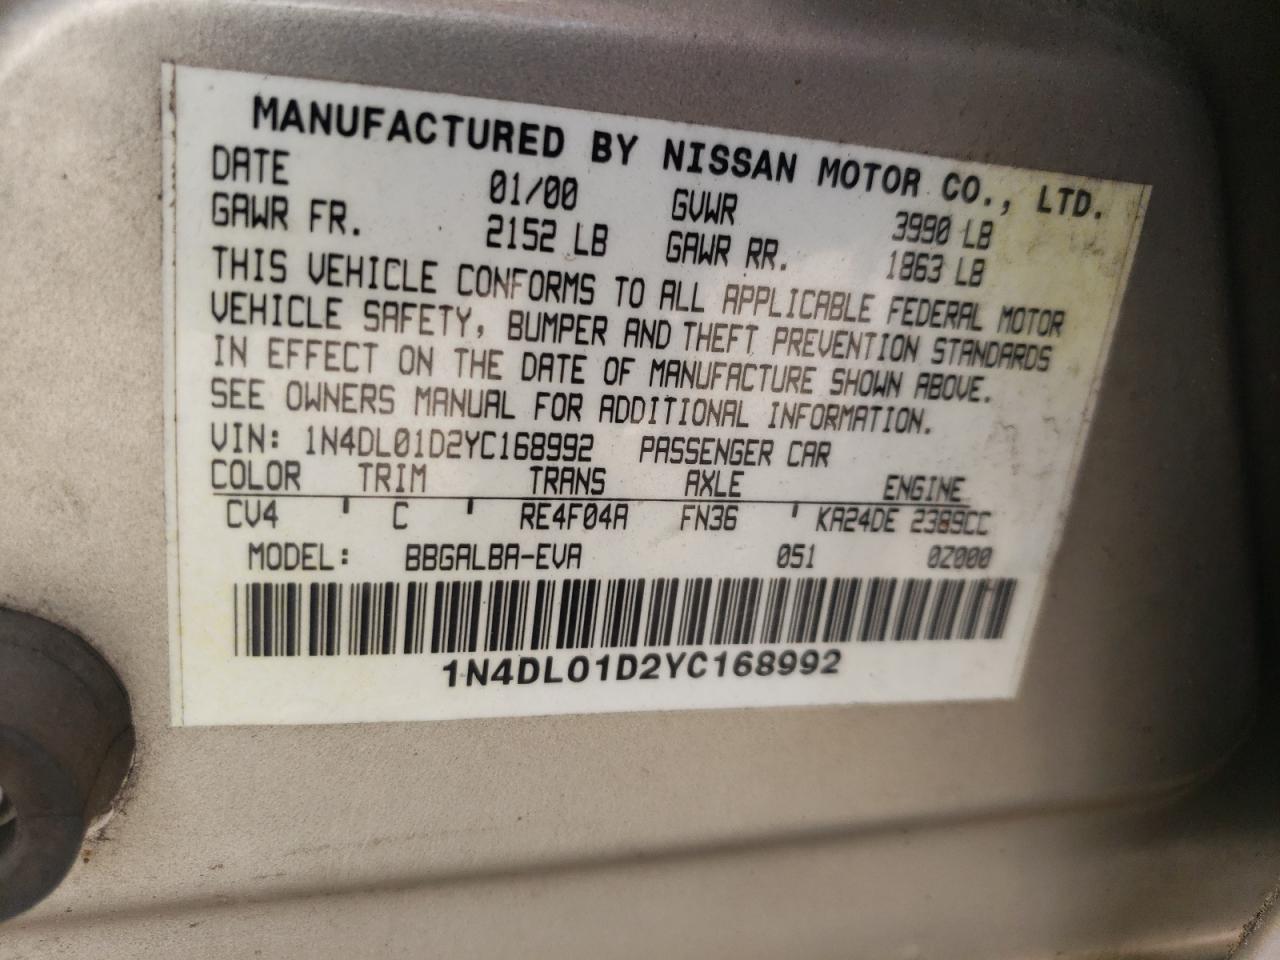 MANUFACTURED BY NISSAN MOTOR CO., LTD.
DATE 01/00 GVWR 3990 LB
GAWR FR. 2152 LB GAWR RR. 1863 LB
THIS VEHICLE CONFORMS TO ALL APPLICABLE FEDERAL MOTOR
VEHICLE SAFETY, BUMPER AND THEFT PREVENTION STANDARDS
IN EFFECT ON THE DATE OF MANUFACTURE SHOWN ABOVE.
SEE OWNERS MANUAL FOR ADDITIONAL INFORMATION.
VIN: 1N4DL01D2YC168992 PASSENGER CAR
COLOR TRIM TRANS AXLE ENGINE
CV4 ' C ' RE4F04A FN36 ' KA24DE 2389CC
MODEL: BBGALBA-EVA 051 0Z000
1N4DL01D2YC168992